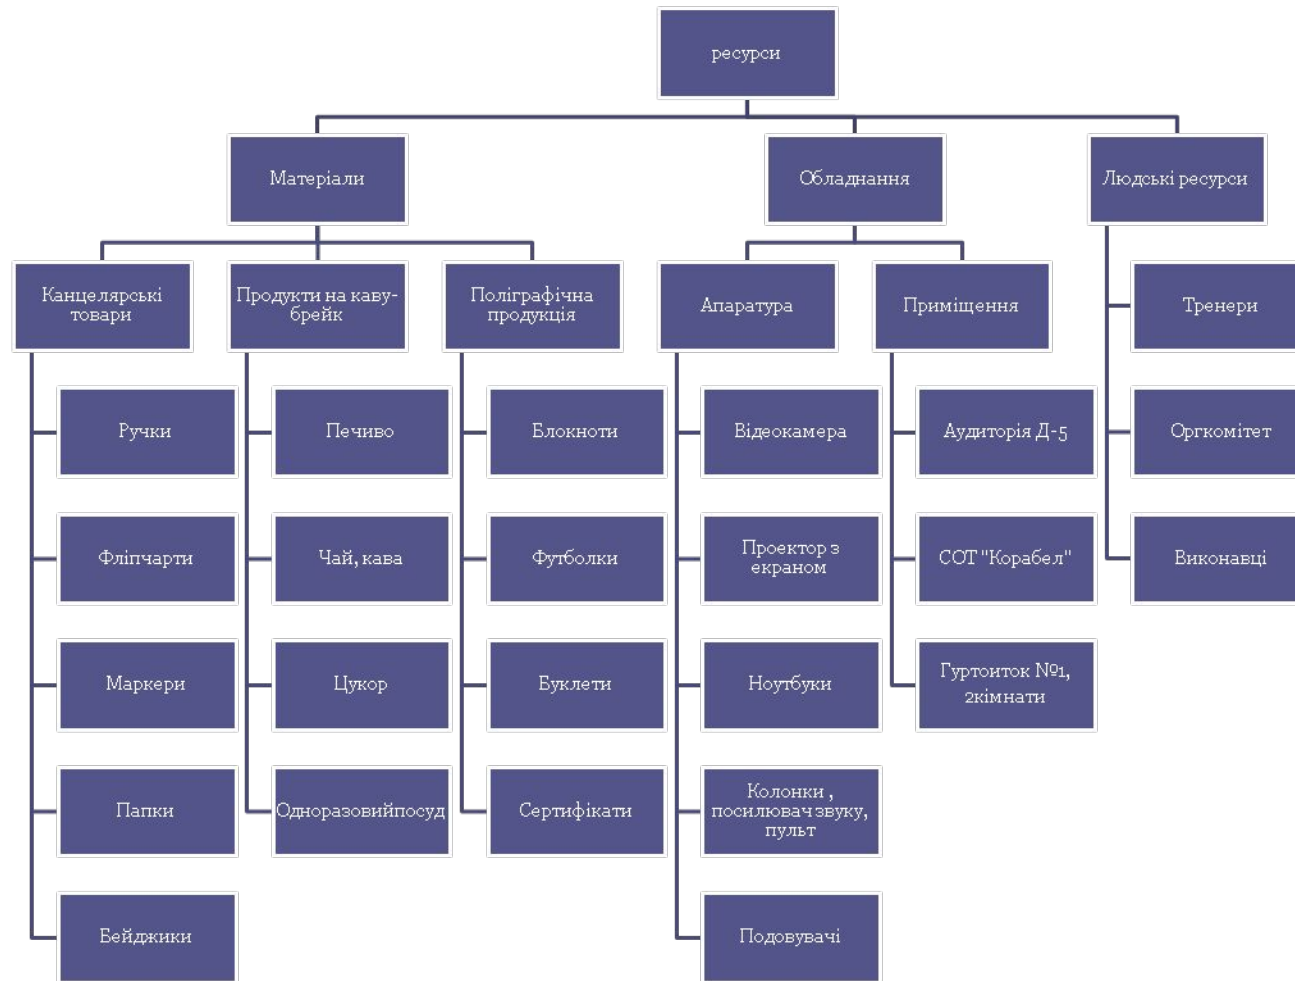 ресурси
Матеріали
Обладнання
Людські ресурси
Канцелярські
товари
Продукти на каву-
брейк
Поліграфічна
продукція
Апаратура
Приміщення
Тренери
Ручки
Печиво
Блокноти
Відеокамера
Аудиторія Д-5
Оргкомітет
Фліпчарти
Чай, кава
Футболки
Проектор з
екраном
СОТ "Корабел"
Виконавці
Маркери
Цукор
Буклети
Ноутбуки
Гуртоиток №1,
2кімнати
Папки
Одноразовийпосуд
Сертифікати
Колонки ,
посилювач звуку,
пульт
Бейджики
Подовувачі